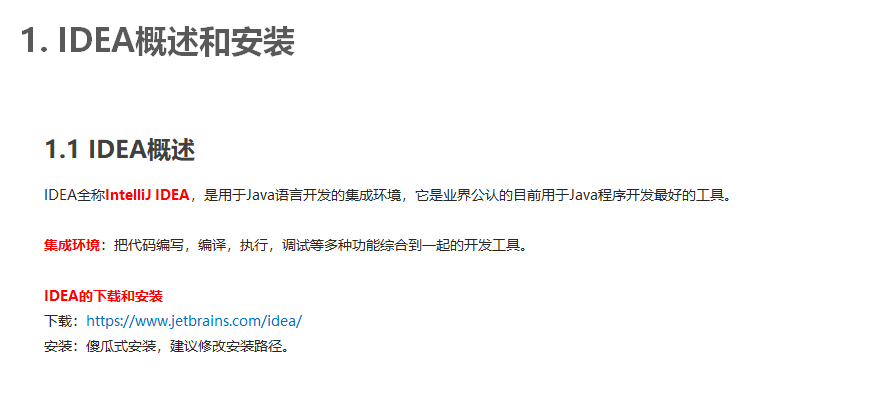 1. IDEA概述和安装
1.1 IDEA概述
IDEA全称IntelliJ IDEA，是用于Java语言开发的集成环境，它是业界公认的目前用于Java程序开发最好的工具。
集成环境：把代码编写，编译，执行，调试等多种功能综合到一起的开发工具。
IDEA的下载和安装
下载：https://www.jetbrains.com/idea/
安装：傻瓜式安装，建议修改安装路径。